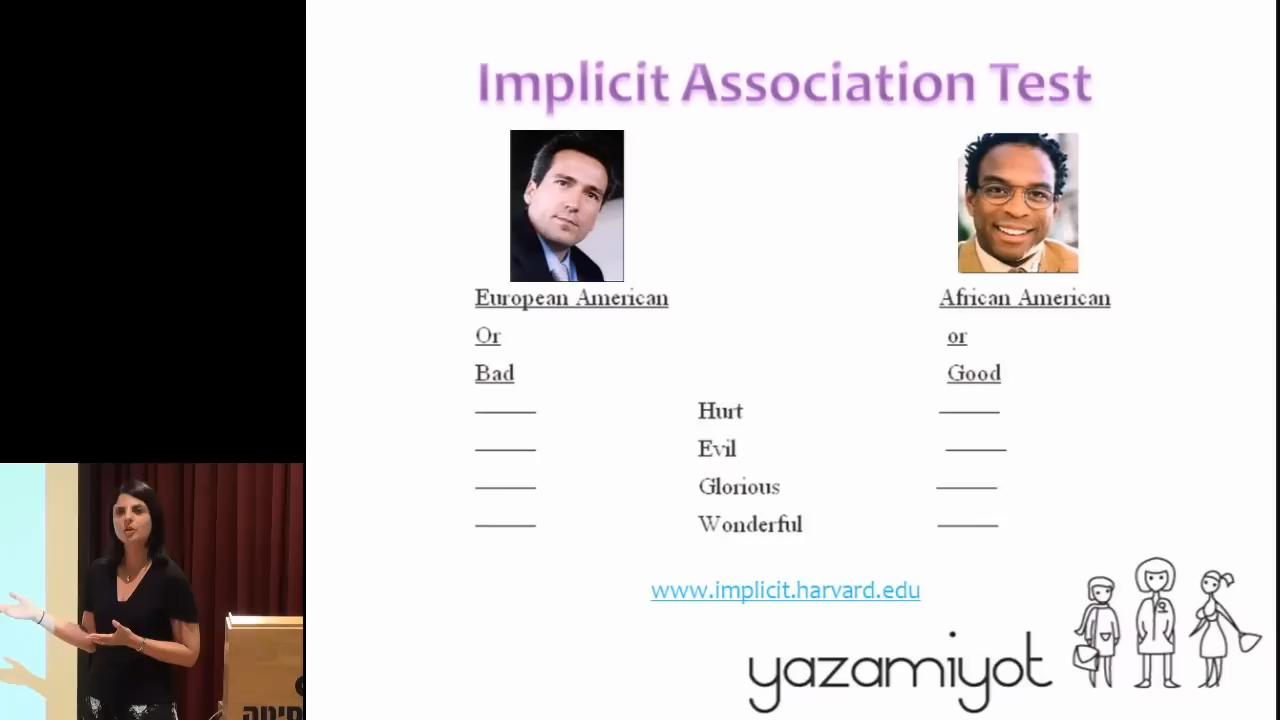 Implicit Association Test
European American
Or
Bad
African American
or
Good
Hurt
Evil
Glorious
Wonderful
www.implicit.harvard.edu
yazamiyot